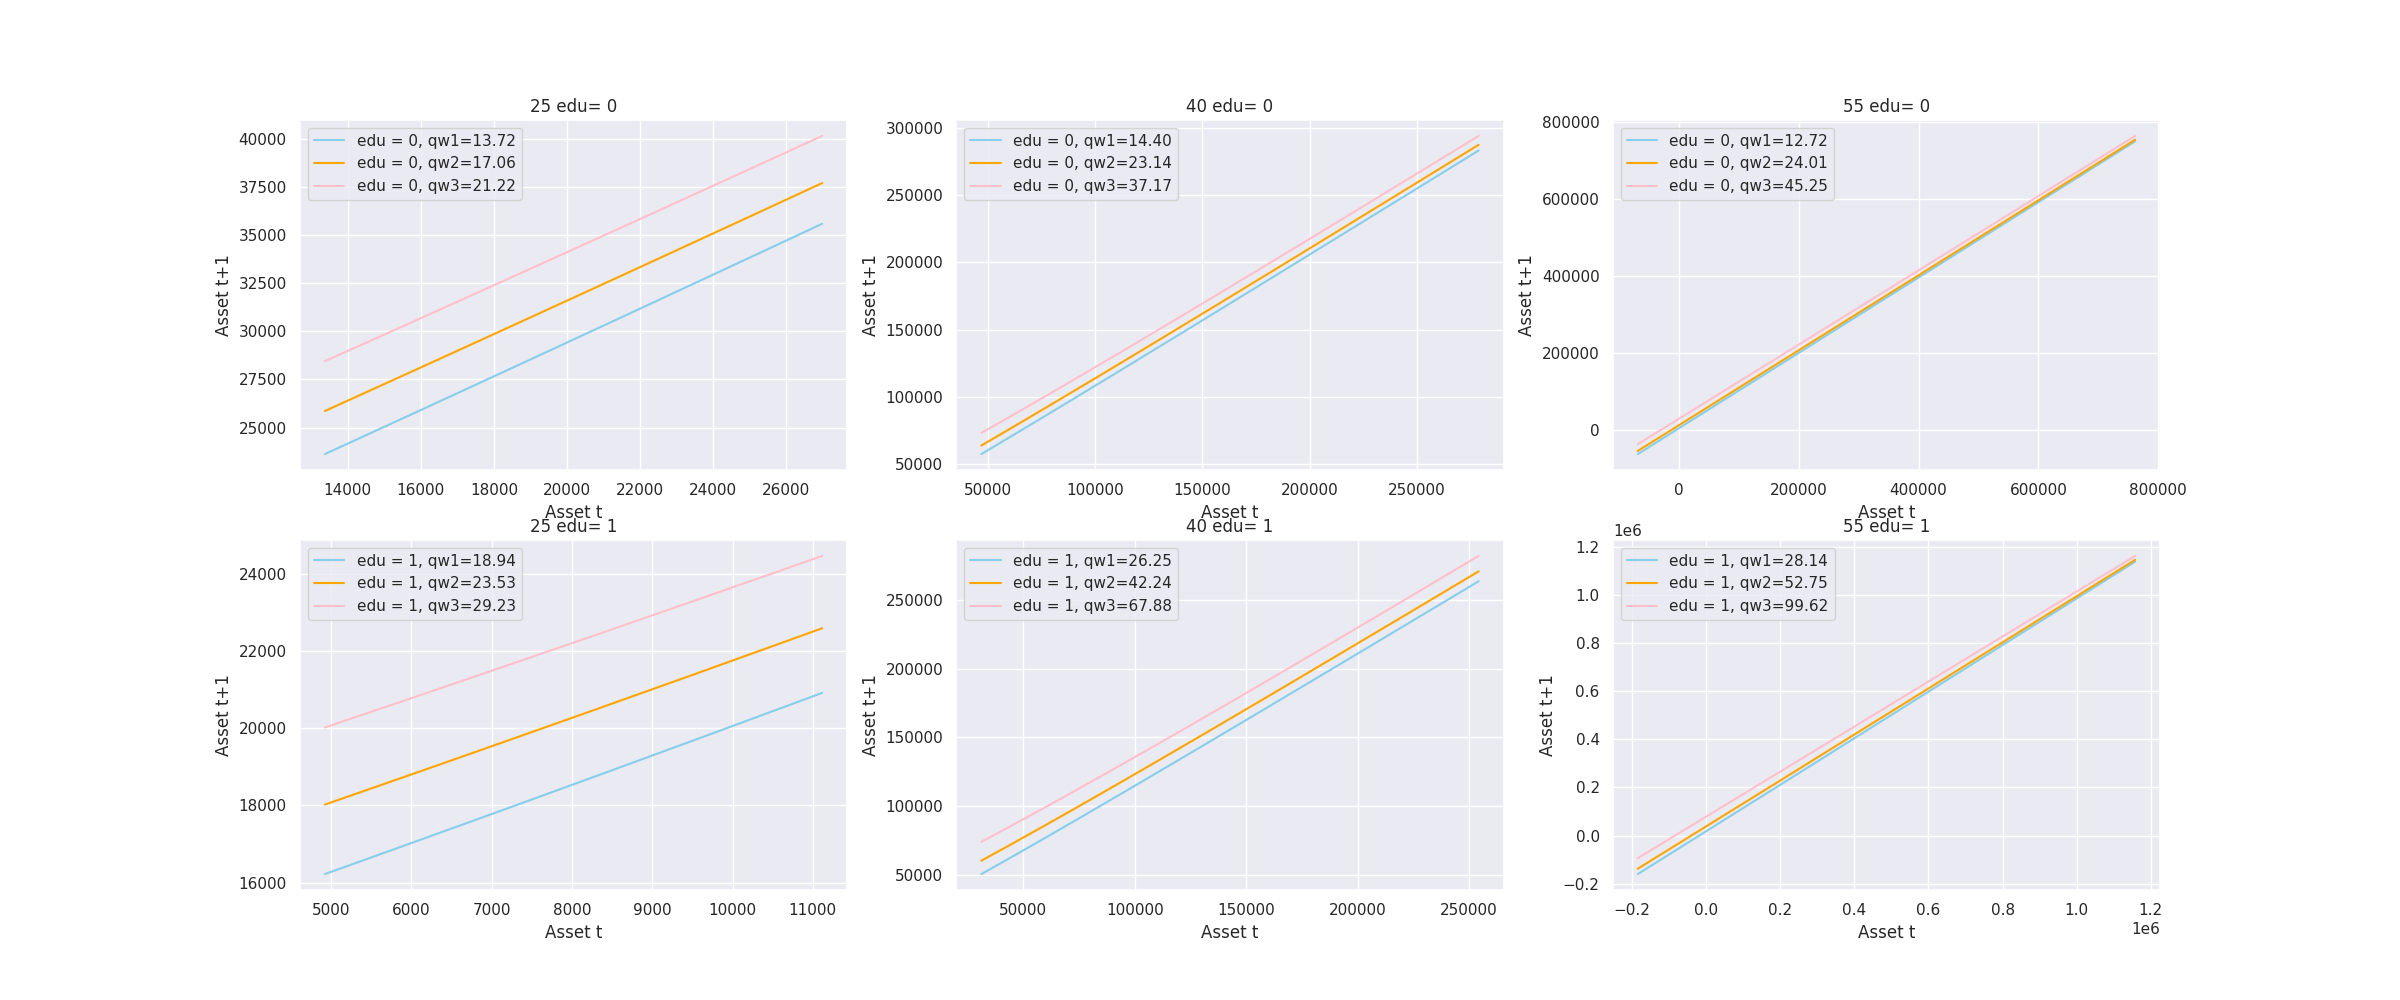 25 edu= 0
edu = 0, qw1=13.72
edu = 0, qw2=17.06
edu = 0, qw3=21.22
40000
37500
35000
32500
30000
27500
25000
Asset t+1
14000 16000 18000 20000 22000 24000 26000
Asset t
40 edu= 0
edu = 0, qw1=14.40
edu = 0, qw2=23.14
edu = 0, qw3=37.17
300000
250000
200000
150000
100000
50000
Asset t+1
50000 100000 150000 200000 250000
Asset t
55 edu= 0
edu = 0, qw1=12.72
edu = 0, qw2=24.01
edu = 0, qw3=45.25
800000
600000
400000
200000
0
Asset t+1
0 200000 400000 600000 800000
Asset t
25 edu= 1
edu = 1, qw1=18.94
edu = 1, qw2=23.53
edu = 1, qw3=29.23
24000
22000
20000
18000
16000
Asset t+1
5000 6000 7000 8000 9000 10000 11000
Asset t
40 edu= 1
edu = 1, qw1=26.25
edu = 1, qw2=42.24
edu = 1, qw3=67.88
250000
200000
150000
100000
50000
Asset t+1
50000 100000 150000 200000 250000
Asset t
55 edu= 1
1e6
edu = 1, qw1=28.14
edu = 1, qw2=52.75
edu = 1, qw3=99.62
1.2
1.0
0.8
0.6
0.4
0.2
0.0
−0.2
Asset t+1
−0.2 0.0 0.2 0.4 0.6 0.8 1.0 1.2
1e6
Asset t